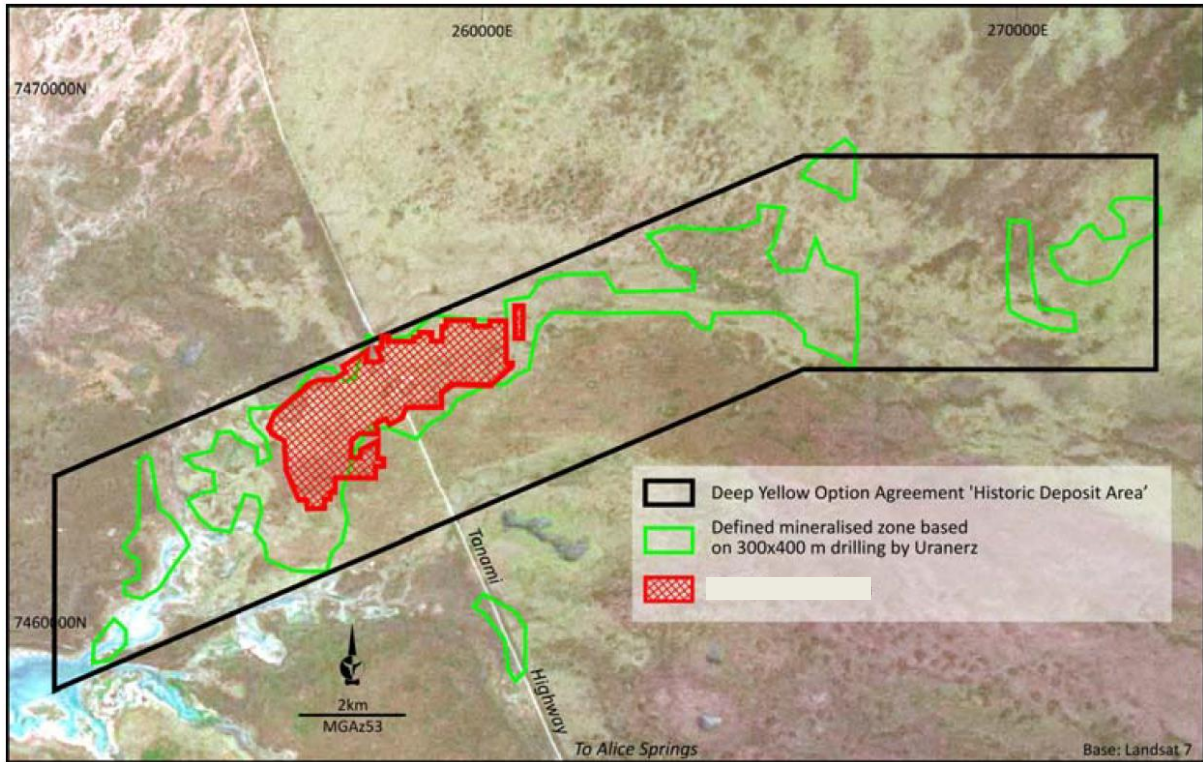 260000E
270000E
7470000N
Deep Yellow Option Agreement 'Historic Deposit Area'
Defined mineralised zone based
on 300x400 m drilling by Uranerz
7460000N
Tanami
Highway
2km
MGAz53
To Alice Springs
Base: Landsat 7